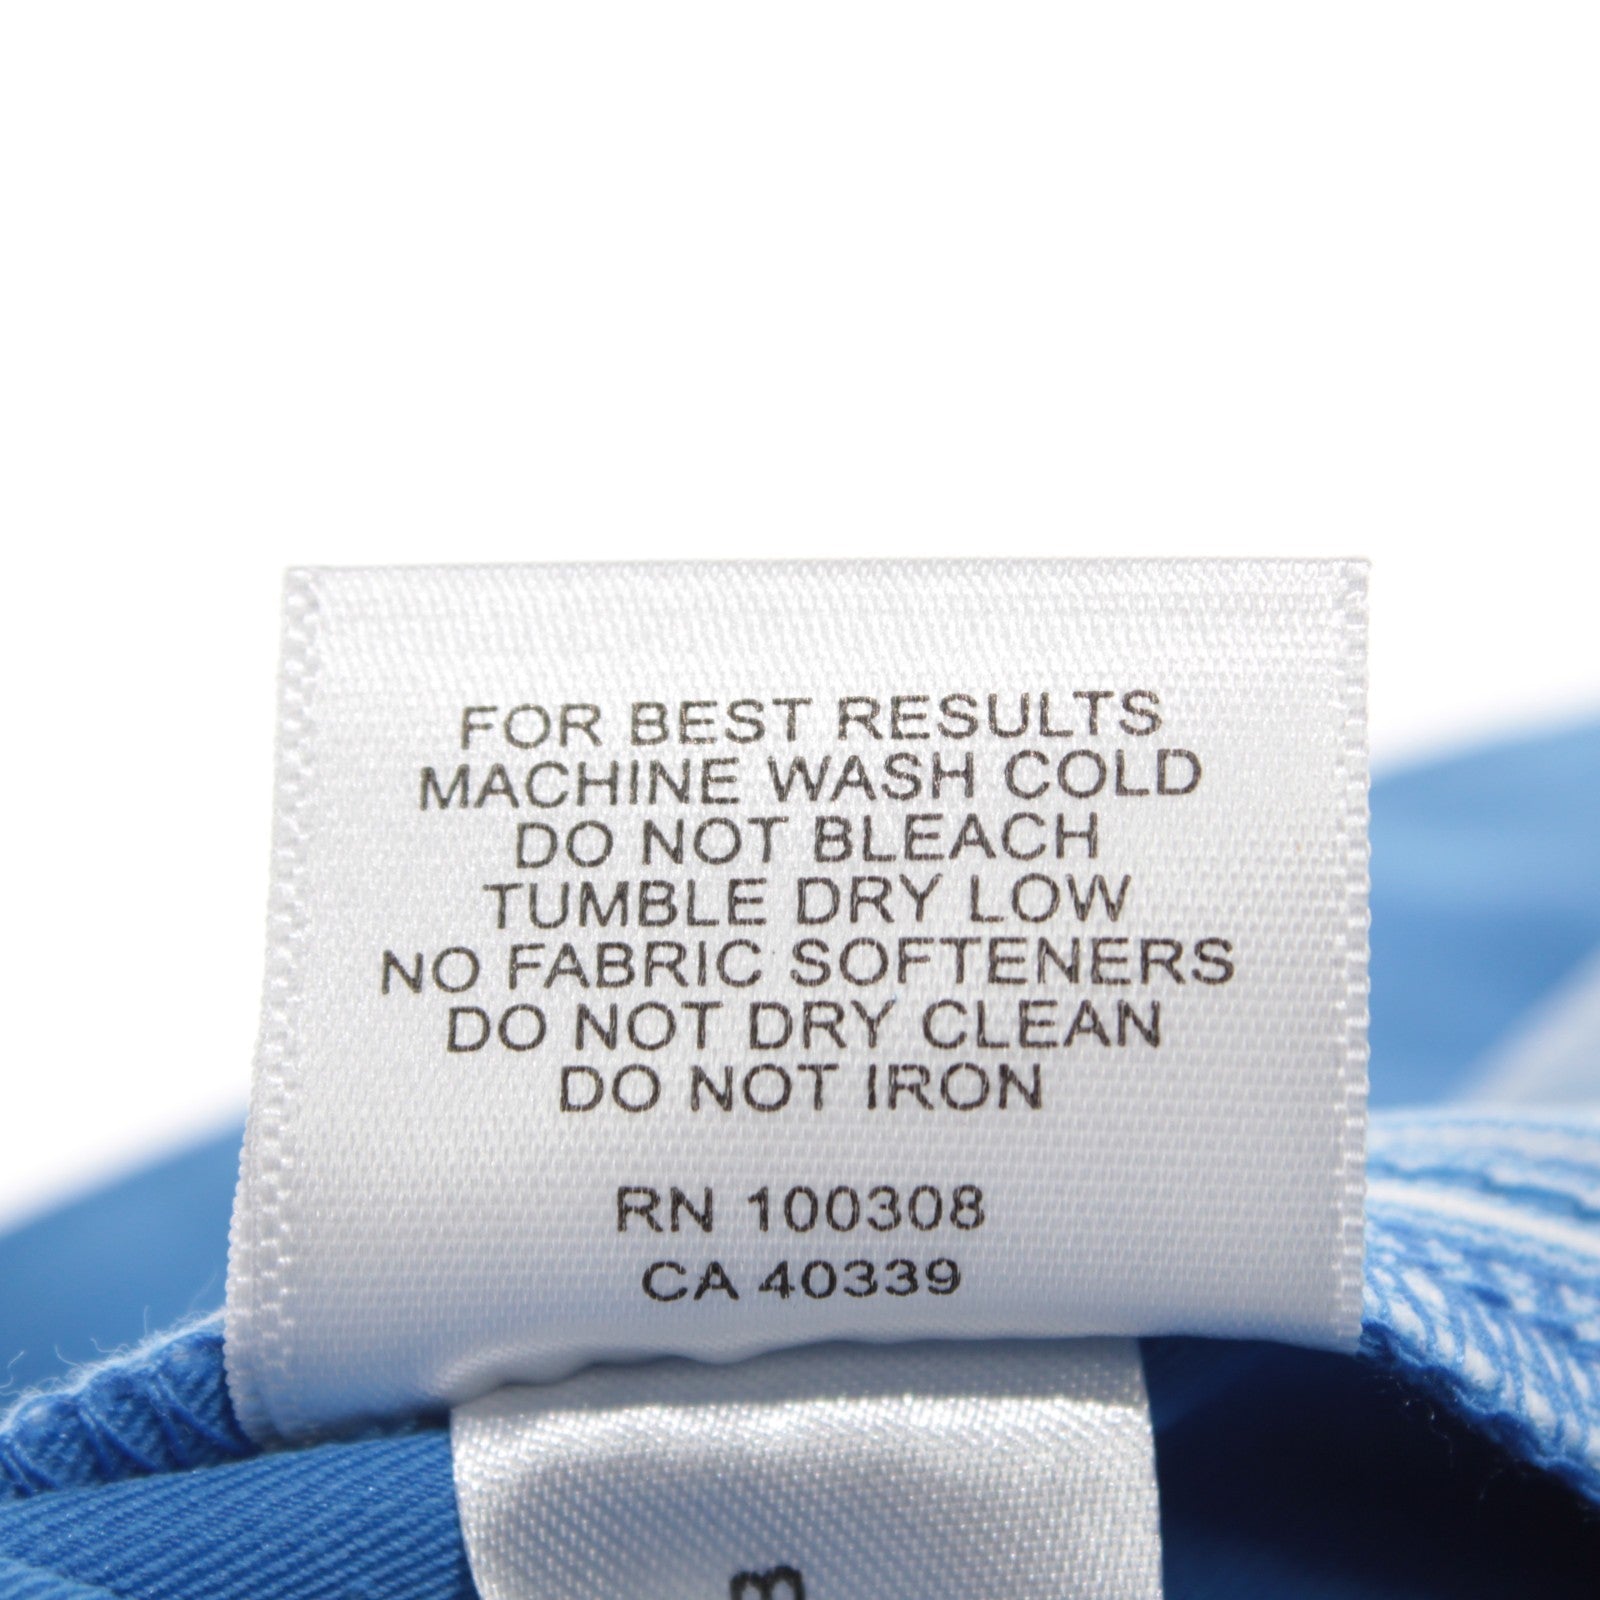 FOR BEST RESULTS
MACHINE WASH COLD
DO NOT BLEACH
TUMBLE DRY LOW
NO FABRIC SOFTENERS
DO NOT DRY CLEAN
DO NOT IRON
RN 100308
CA 40339